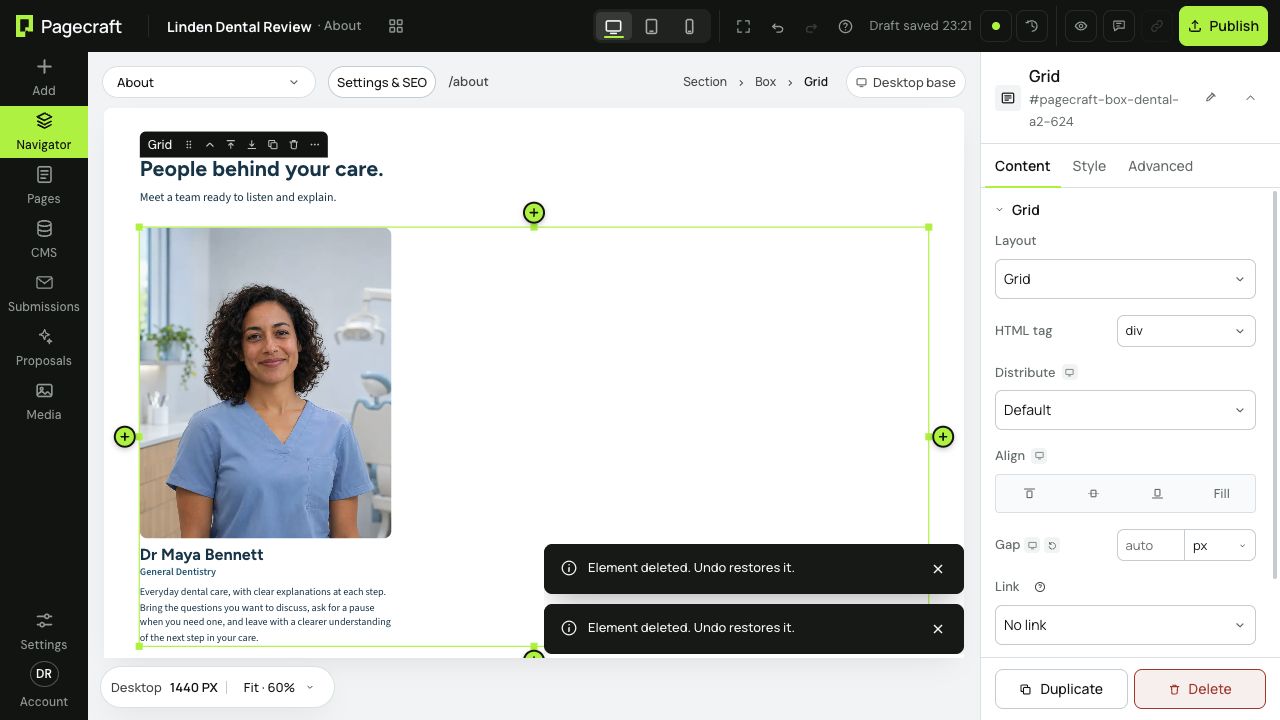 Pagecraft
Linden Dental Review · About
Draft saved 23:21
Publish
Add
Navigator
Pages
CMS
Submissions
Proposals
Media
Settings
DR
Account
About
Settings & SEO
/about
Section › Box › Grid
Desktop base
Grid
People behind your care.
Meet a team ready to listen and explain.
Dr Maya Bennett
General Dentistry
Everyday dental care, with clear explanations at each step.
Bring the questions you want to discuss, ask for a pause
when you need one, and leave with a clearer understanding
of the next step in your care.
Element deleted. Undo restores it.
Element deleted. Undo restores it.
Desktop 1440 PX
Fit · 60%
Grid
#pagecraft-box-dental-
a2-624
Content
Style
Advanced
Grid
Layout
Grid
HTML tag
div
Distribute
Default
Align
Fill
Gap
auto
px
Link
No link
Duplicate
Delete